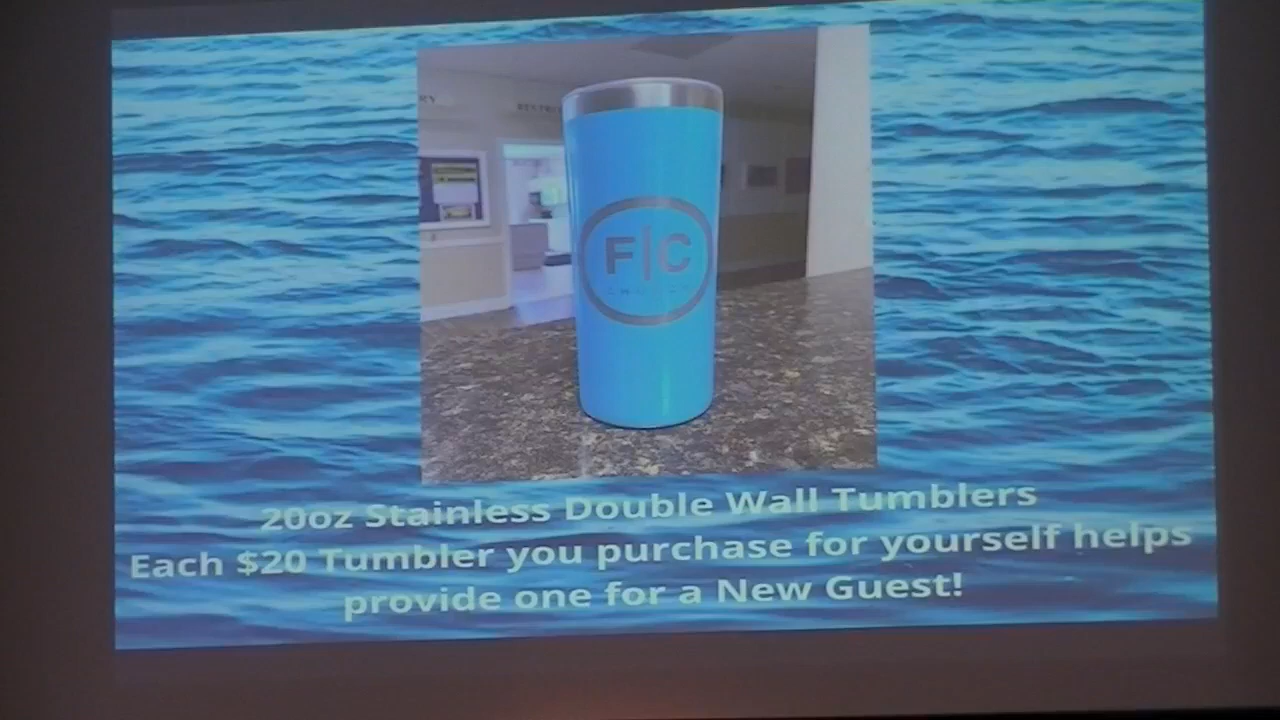 F|C
20oz Stainless Double Wall Tumblers
Each $20 Tumbler you purchase for yourself helps
provide one for a New Guest!